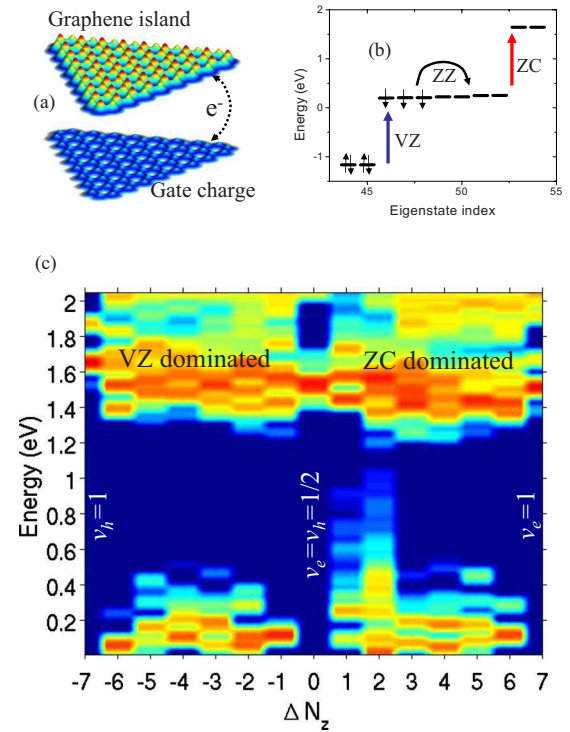 Graphene island
(a)
e-
Gate charge
(b)
Energy (eV)
2
1
0
-1
ZZ
ZC
VZ
45
50
55
Eigenstate index
(c)
Energy (eV)
2
1.8
1.6
1.4
1.2
1
0.8
0.6
0.4
0.2
VZ dominated
ZC dominated
νh=1
νe=νh=1/2
νe=1
-7 -6 -5 -4 -3 -2 -1 0 1 2 3 4 5 6 7
Δ Nz